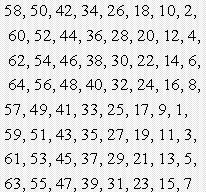 58, 50, 42, 34, 26, 18, 10, 2,
60, 52, 44, 36, 28, 20, 12, 4,
62, 54, 46, 38, 30, 22, 14, 6,
64, 56, 48, 40, 32, 24, 16, 8,
57, 49, 41, 33, 25, 17, 9, 1,
59, 51, 43, 35, 27, 19, 11, 3,
61, 53, 45, 37, 29, 21, 13, 5,
63, 55, 47, 39, 31, 23, 15, 7